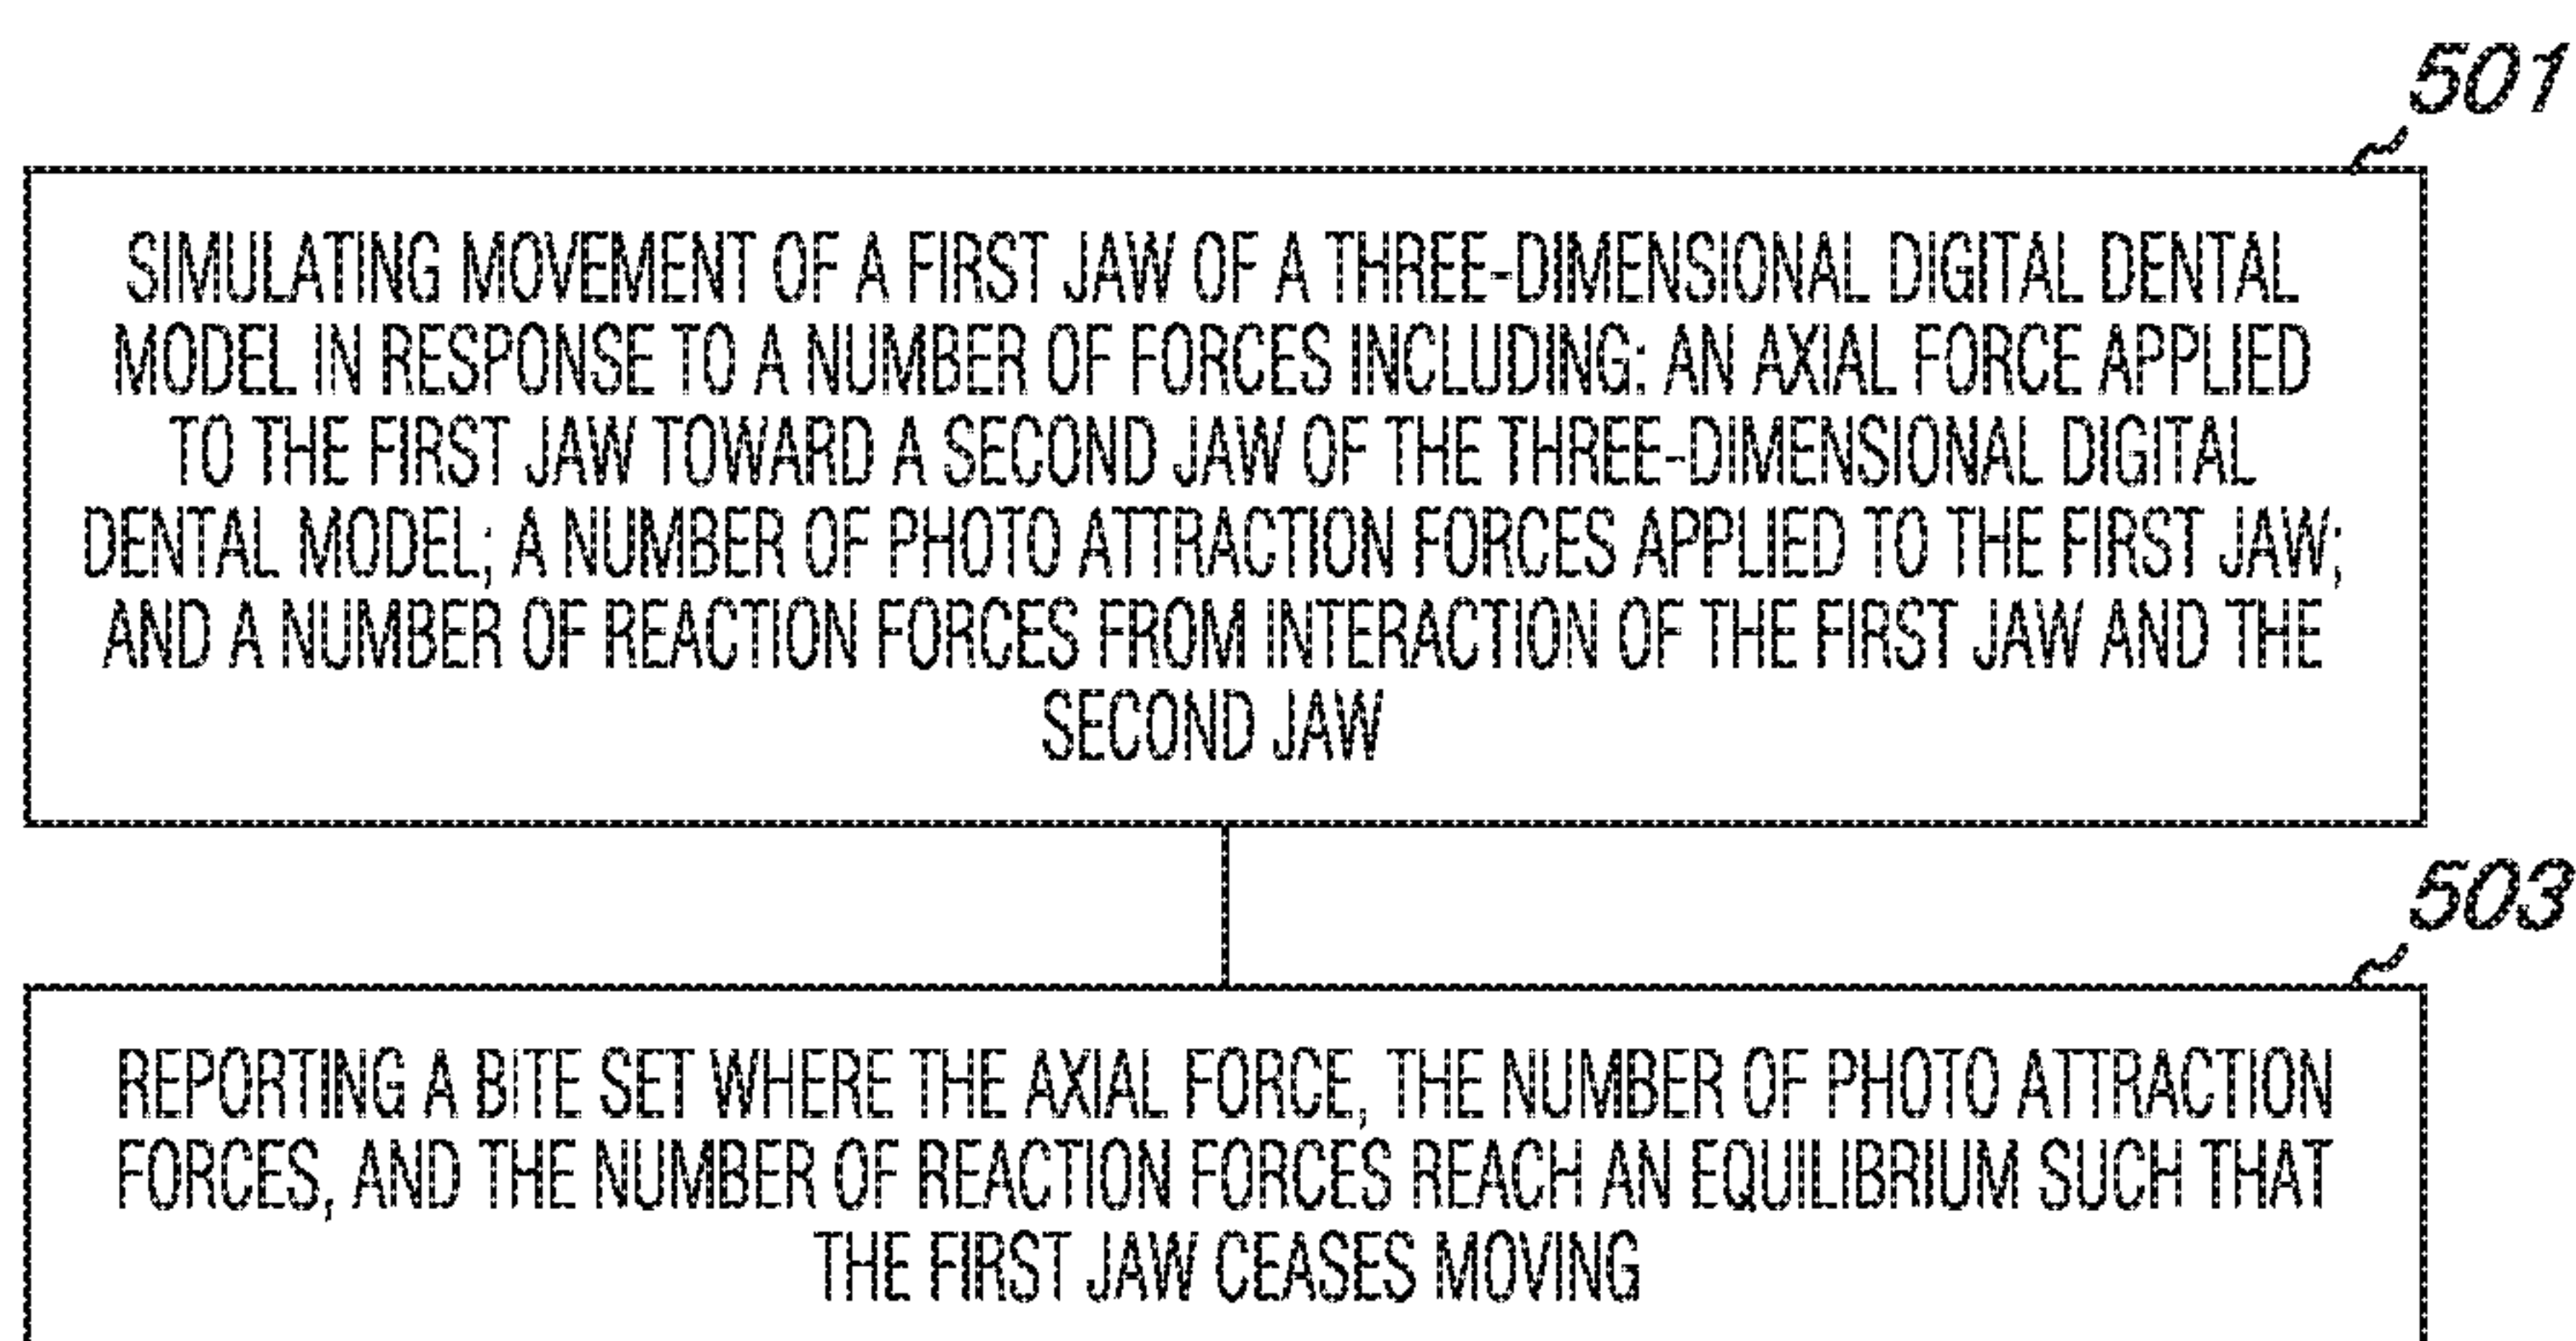 501
SIMULATING MOVEMENT OF A FIRST JAW OF A THREE-DIMENSIONAL DIGITAL DENTAL
MODEL IN RESPONSE TO A NUMBER OF FORCES INCLUDING: AN AXIAL FORCE APPLIED
TO THE FIRST JAW TOWARD A SECOND JAW OF THE THREE-DIMENSIONAL DIGITAL
DENTAL MODEL; A NUMBER OF PHOTO ATTRACTION FORCES APPLIED TO THE FIRST JAW;
AND A NUMBER OF REACTION FORCES FROM INTERACTION OF THE FIRST JAW AND THE
SECOND JAW
503
REPORTING A BITE SET WHERE THE AXIAL FORCE, THE NUMBER OF PHOTO ATTRACTION
FORCES, AND THE NUMBER OF REACTION FORCES REACH AN EQUILIBRIUM SUCH THAT
THE FIRST JAW CEASES MOVING